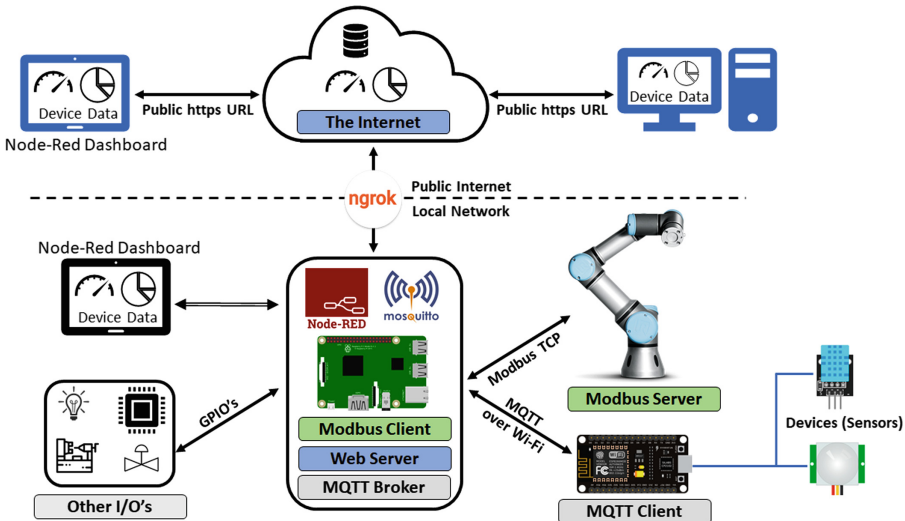 Device Data
Node-Red Dashboard
Public https URL
The Internet
Public https URL
Device Data
ngrok
Public Internet
Local Network
Node-Red Dashboard
Device Data
Node-RED
mosquitto
Modbus TCP
Modbus Server
GPIO's
MQTT
over Wi-Fi
Modbus Client
Web Server
MQTT Broker
Other I/O's
MQTT Client
Devices (Sensors)